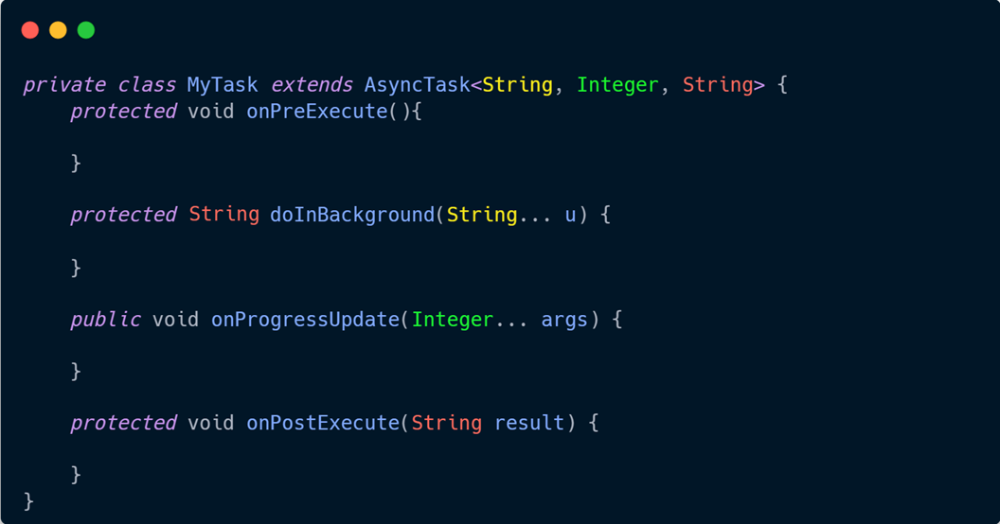 private class MyTask extends AsyncTask<String, Integer, String> {
    protected void onPreExecute(){
    }
    protected String doInBackground(String... u) {
    }
    public void onProgressUpdate(Integer... args) {
    }
    protected void onPostExecute(String result) {
    }
}